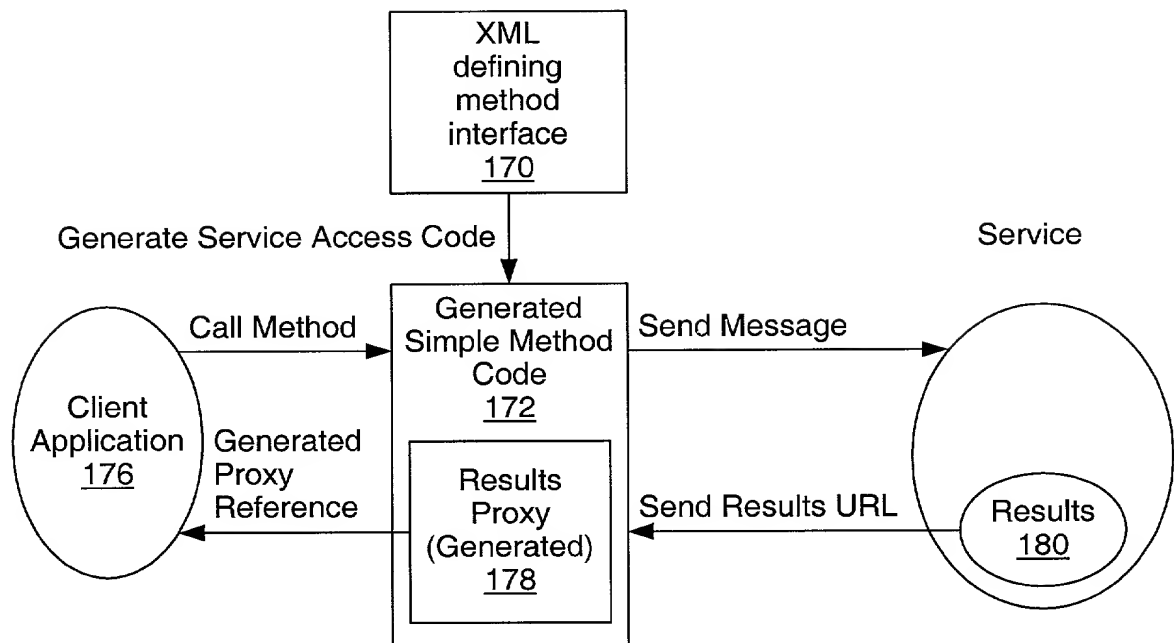 XML
defining
method
interface
170
Generate Service Access Code
Service
Generated
Simple Method
Code
172
Call Method
Send Message
Client
Application
176
Generated
Proxy
Reference
Results
Proxy
(Generated)
178
Send Results URL
Results
180